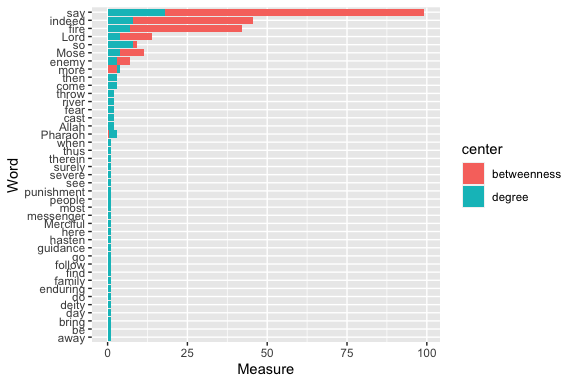 say
indeed
fire
Lord
so
Mose
enemy
more
then
come
throw
river
fear
cast
Allah
Pharaoh
when
thus
therein
surely
severe
see
punishment
people
most
messenger
Merciful
here
hasten
guidance
go
follow
find
family
enduring
do
deity
day
bring
be
away
Word
0 25 50 75 100
Measure
center
betweenness
degree